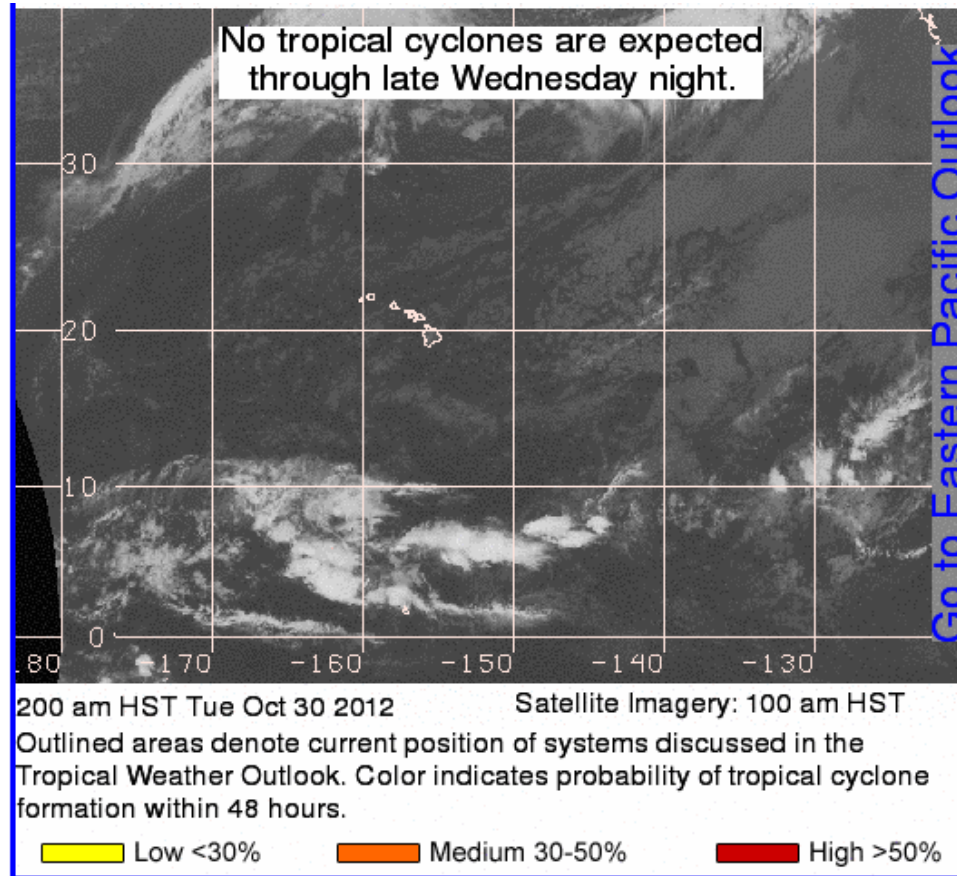 No tropical cyclones are expected
through late Wednesday night.
Go to Eastern Pacific Outlook
30
20
10
0
.80 -170 -160 -150 -140 -130
200 am HST Tue Oct 30 2012 Satellite Imagery: 100 am HST
Outlined areas denote current position of systems discussed in the
Tropical Weather Outlook. Color indicates probability of tropical cyclone
formation within 48 hours.
Low <30% Medium 30-50% High >50%